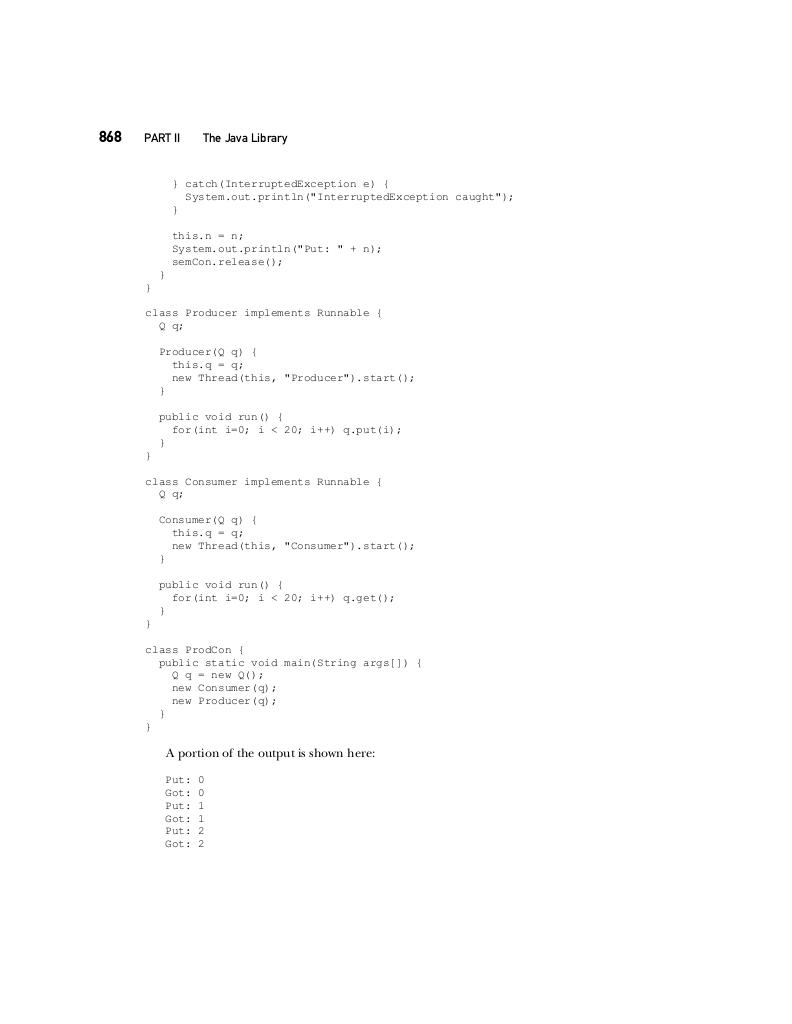 868 PART II The Java Library
} catch(InterruptedException e) {
System.out.println("InterruptedException caught");
}
this.n = n;
System.out.println("Put: " + n);
semCon.release();
}
}
class Producer implements Runnable {
Q q;
Producer(Q q) {
this.q = q;
new Thread(this, "Producer").start();
}
public void run() {
for(int i=0; i < 20; i++) q.put(i);
}
}
class Consumer implements Runnable {
Q q;
Consumer(Q q) {
this.q = q;
new Thread(this, "Consumer").start();
}
public void run() {
for(int i=0; i < 20; i++) q.get();
}
}
class ProdCon {
public static void main(String args[]) {
Q q = new Q();
new Consumer(q);
new Producer(q);
}
}
A portion of the output is shown here:
Put: 0
Got: 0
Put: 1
Got: 1
Put: 2
Got: 2